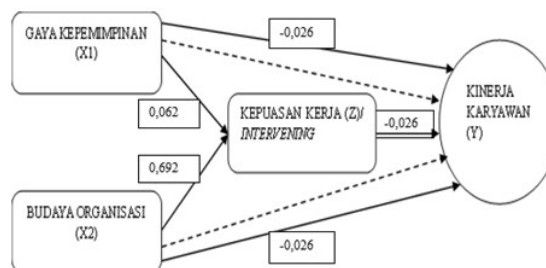 -0,026
GAYA KEPEMIMPINAN
(X1)
0,062
KEPUASAN KERJA (Z)/
INTERVENING
-0,026
KINERJA
KARYAWAN
(Y)
0,692
BUDAYA ORGANISASI
(X2)
-0,026